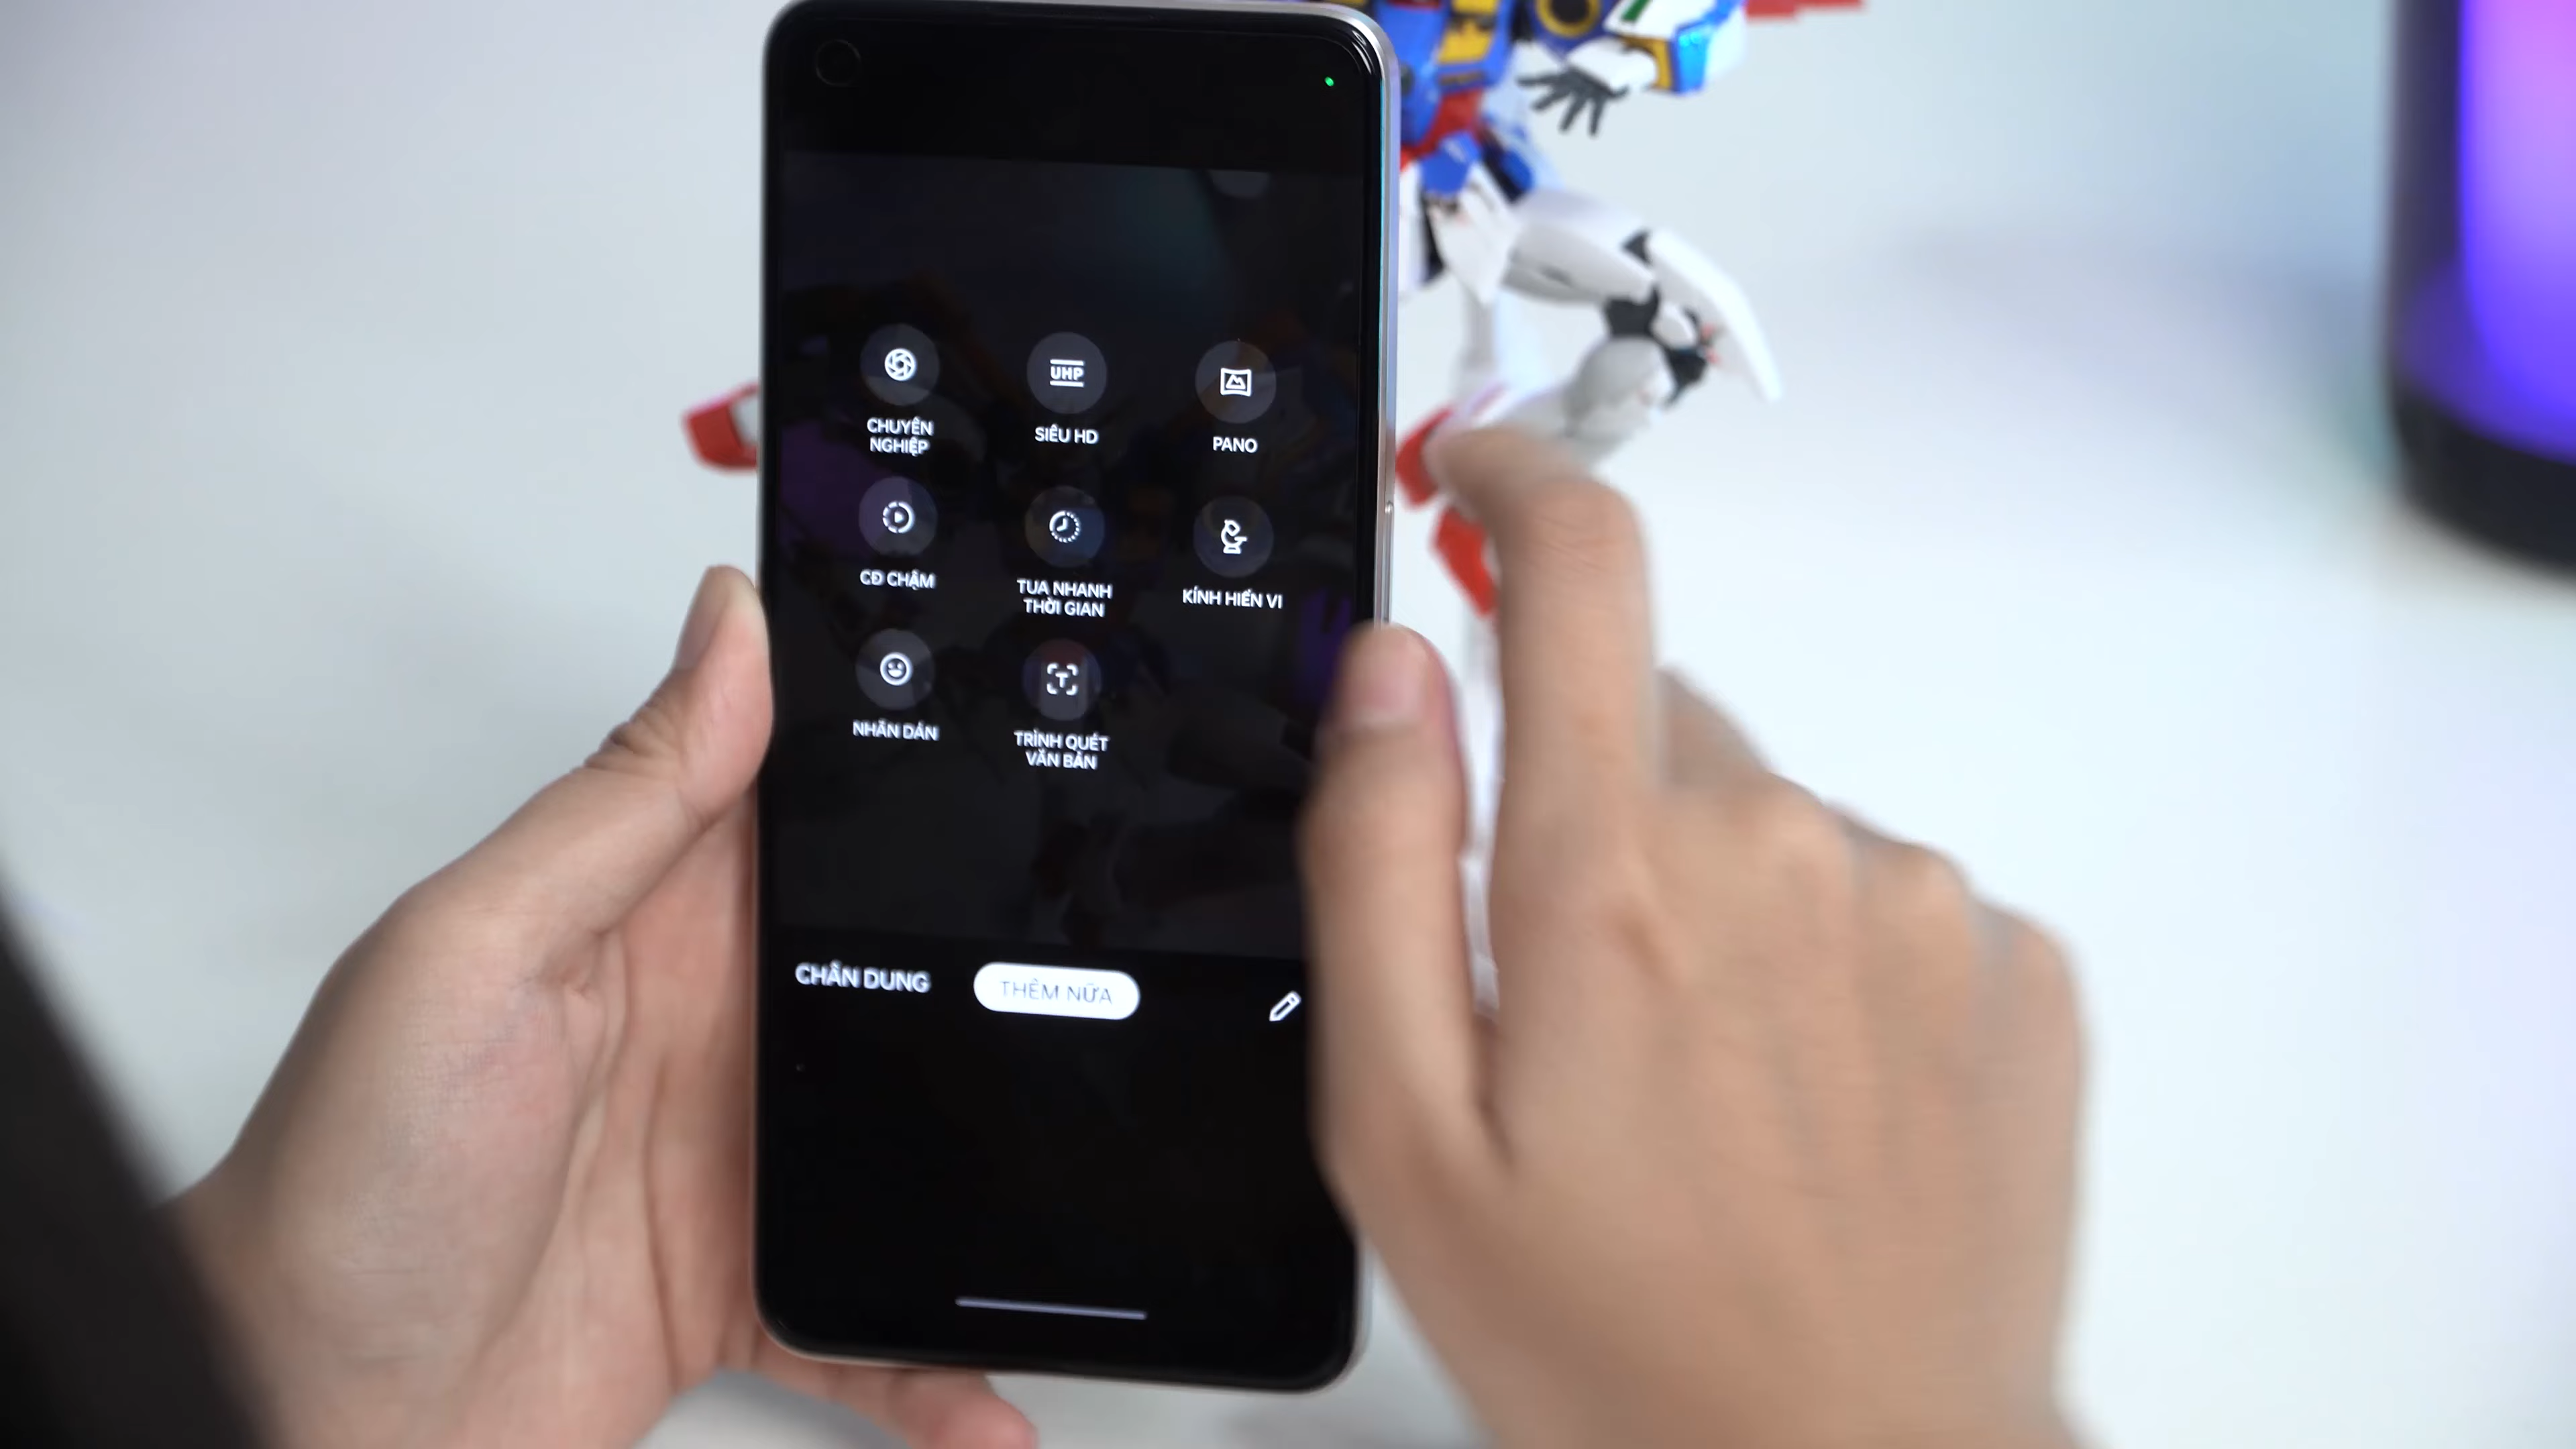 CHUYÊN
NGHIỆP
UHP
SIÊU HD
PANO
CĐ CHẬM
TUA NHANH
THỜI GIAN
KÍNH HIỂN VI
NHÃN DÁN
T
TRÌNH QUÉT
VĂN BẢN
CHÂN DUNG
THÊM NỮA